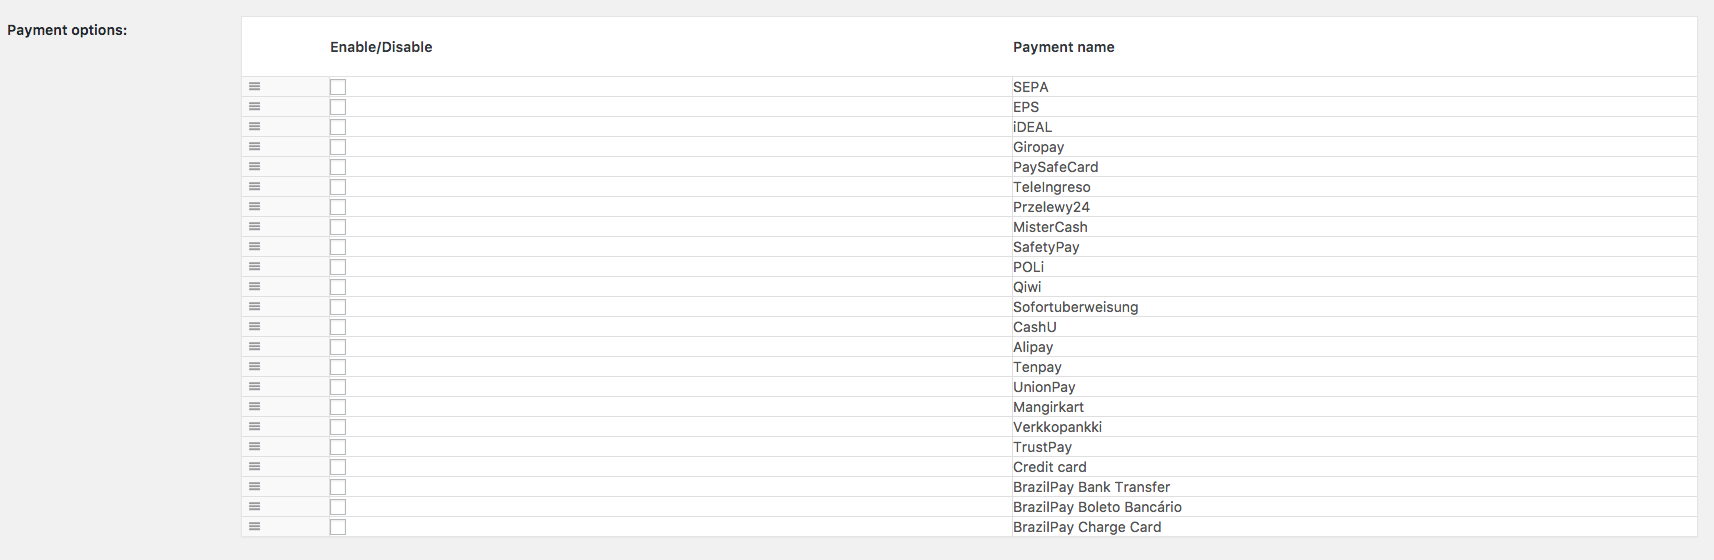 Payment options:
Enable/Disable Payment name
SEPA
EPS
iDEAL
Giropay
PaySafeCard
TeleIngreso
Przelewy24
MisterCash
SafetyPay
POLi
Qiwi
Sofortuberweisung
CashU
Alipay
Tenpay
UnionPay
Mangirkart
Verkkopankki
TrustPay
Credit card
BrazilPay Bank Transfer
BrazilPay Boleto Bancário
BrazilPay Charge Card